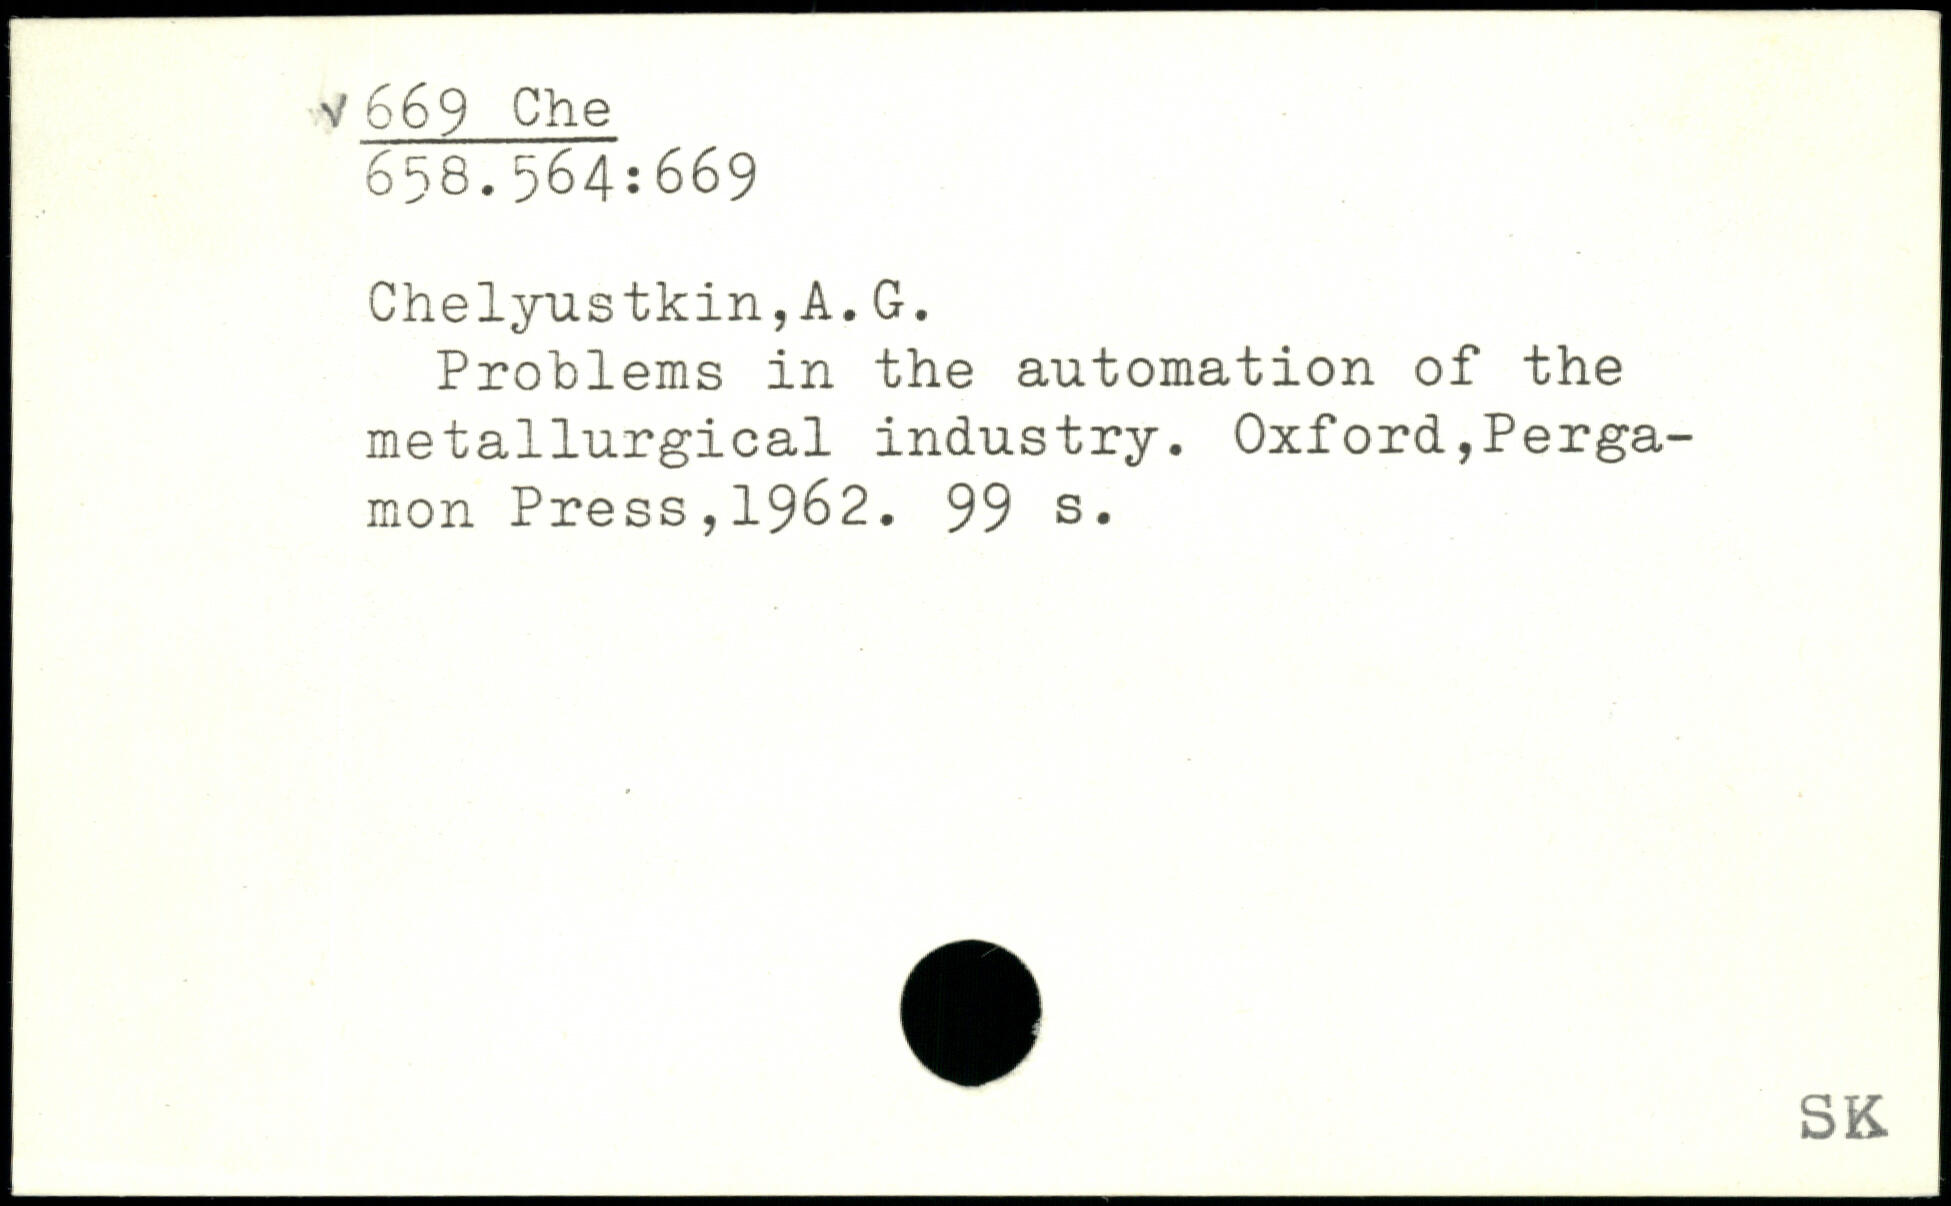 v 669 Che
658.564:669
Chelyustkin,A.G.
Problems in the automation of the
metallurgical industry. Oxford,Perga-
mon Press,1962. 99 s.
SK